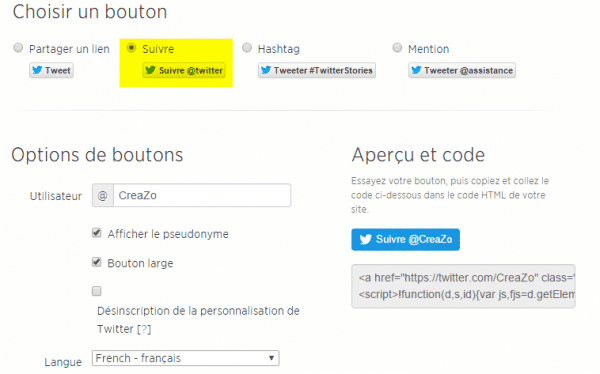 Choisir un bouton
Partager un lien
Suivre
Hashtag
Mention
Tweet
Suivre @twitter
Tweeter #TwitterStories
Tweeter @assistance
Options de boutons
Utilisateur
@
CreaZo
Afficher le pseudonyme
Bouton large
Désinscription de la personnalisation de
Twitter [?]
Langue
French - français
Aperçu et code
Essayez votre bouton, puis copiez et collez le
code ci-dessous dans le code HTML de votre
site.
Suivre @CreaZo
<a href="https://twitter.com/CreaZo" class="
<script>!function(d,s,id){var js,fjs=d.getElem